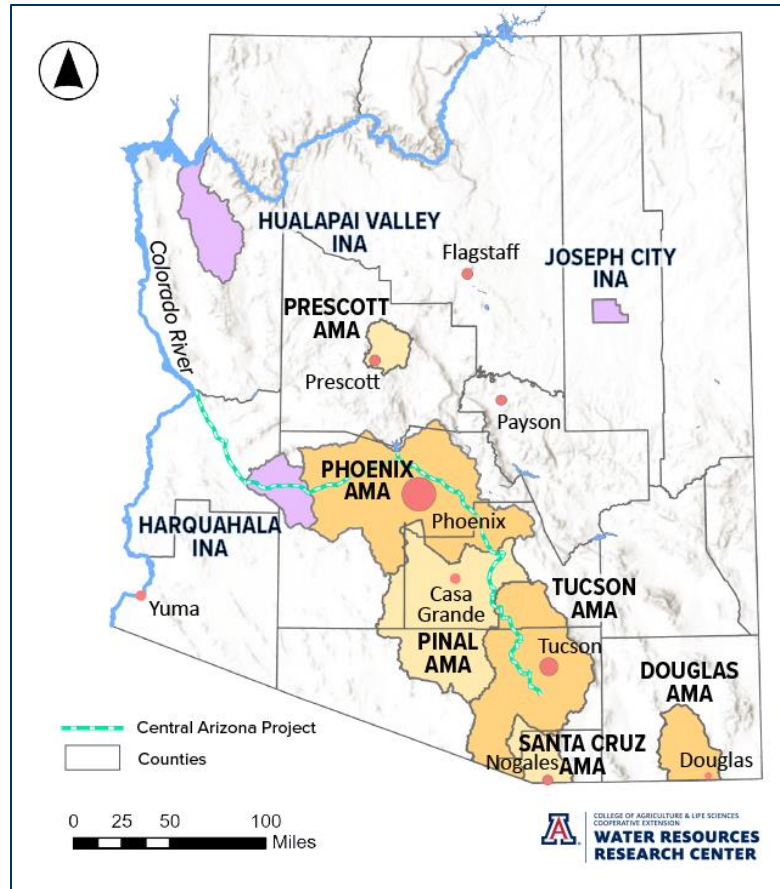 HUALAPAI VALLEY
INA
Flagstaff
JOSEPH CITY
INA
Colorado River
PRESCOTT
AMA
Prescott
Payson
PHOENIX
AMA
Phoenix
HARQUAHALA
INA
Yuma
Casa
Grande
TUCSON
AMA
PINAL
AMA
Tucson
DOUGLAS
AMA
SANTA CRUZ
AMA
Nogales
Douglas
Central Arizona Project
Counties
0 25 50 100
Miles
A
COLLEGE OF AGRICULTURE & LIFE SCIENCES
COOPERATIVE EXTENSION
WATER RESOURCES
RESEARCH CENTER